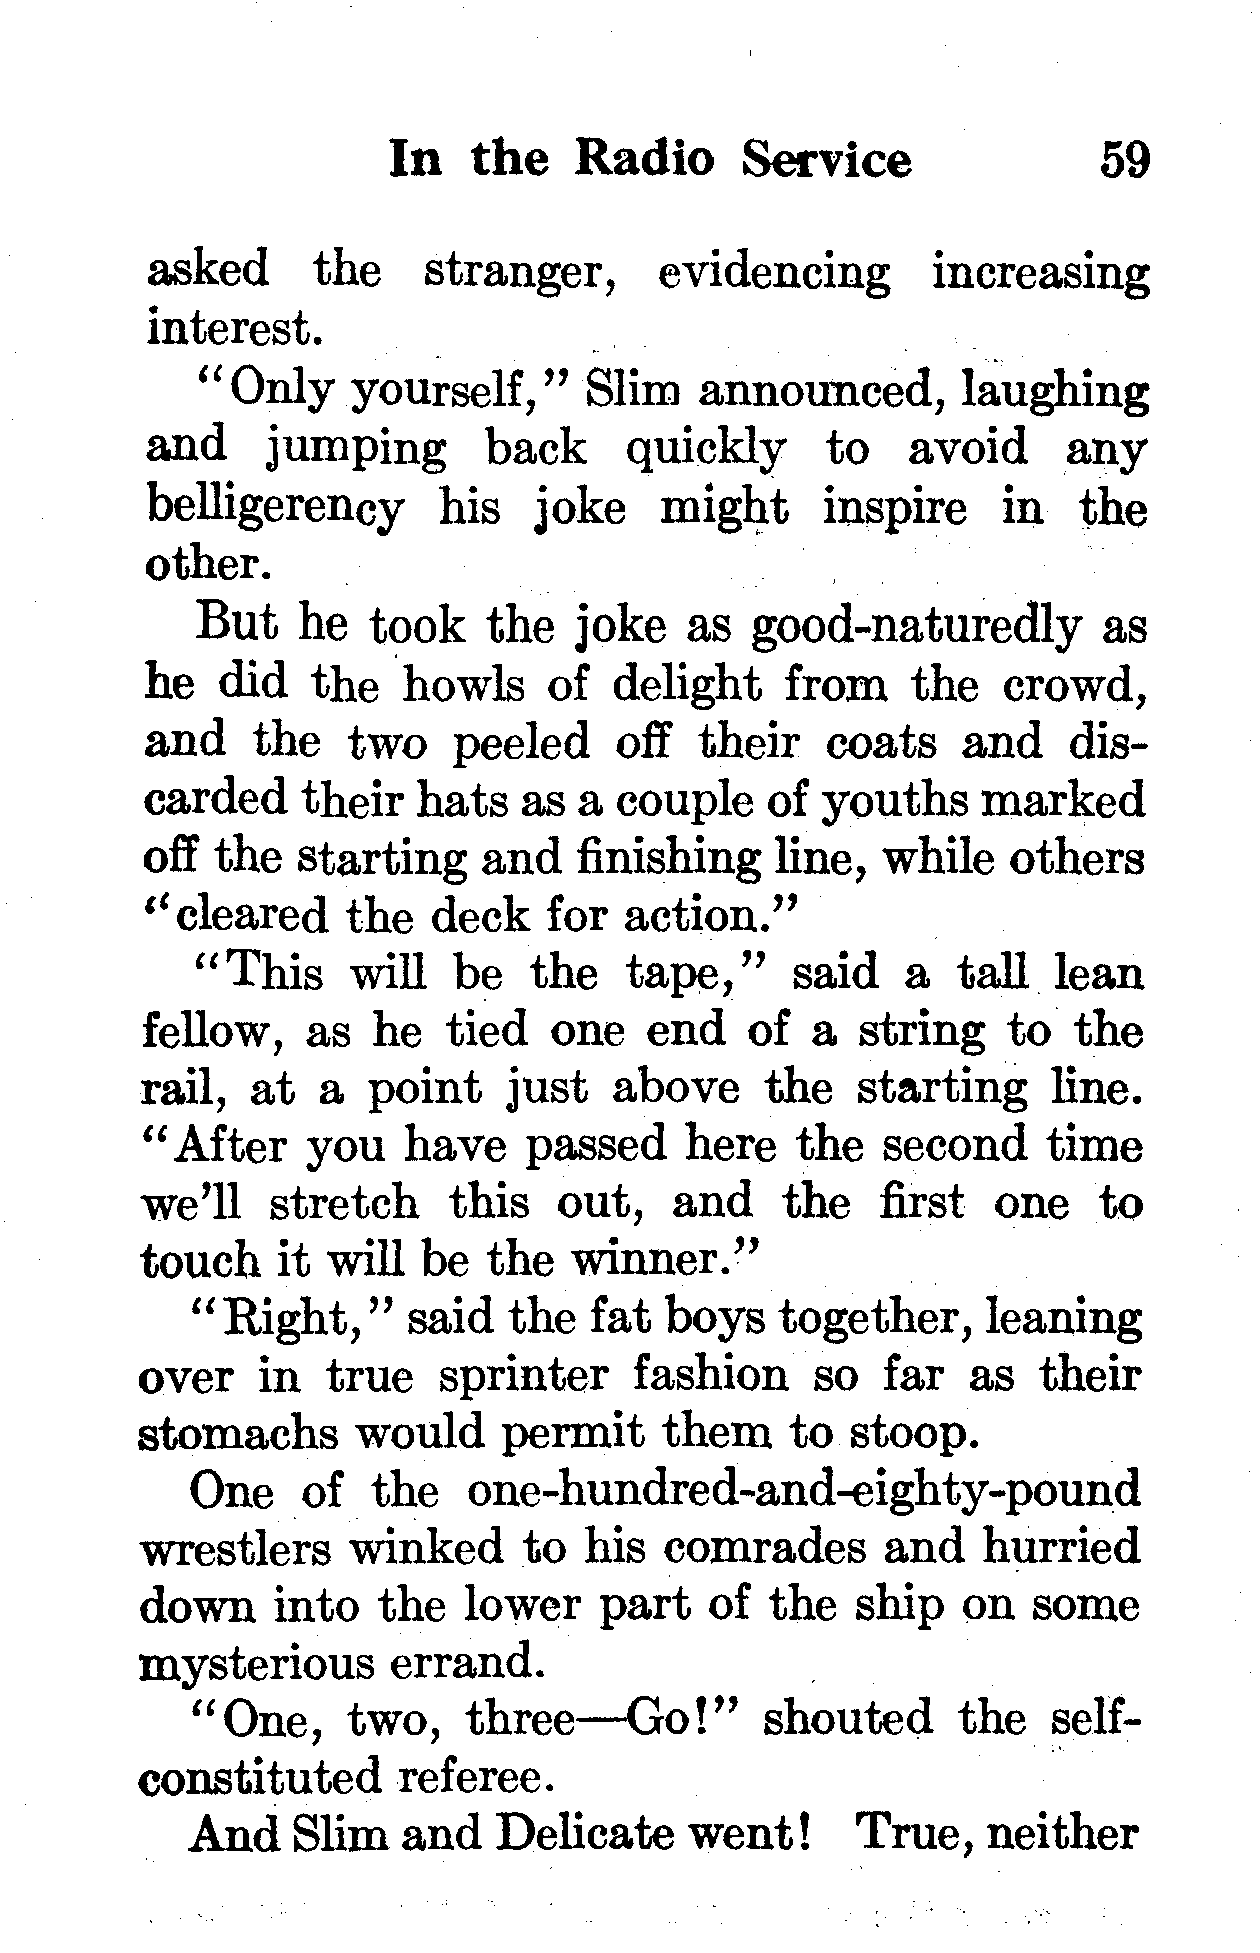 In the Radio Service 59
asked the stranger, evidencing increasing
interest.
"Only yourself," Slim announced, laughing
and jumping back quickly to avoid any
belligerency his joke might inspire in the
other.
But he took the joke as good-naturedly as
he did the howls of delight from the crowd,
and the two peeled off their coats and dis-
carded their hats as a couple of youths marked
off the starting and finishing line, while others
"cleared the deck for action."
"This will be the tape," said a tall lean
fellow, as he tied one end of a string to the
rail, at a point just above the starting line.
"After you have passed here the second time
we'll stretch this out, and the first one to
touch it will be the winner."
"Right," said the fat boys together, leaning
over in true sprinter fashion so far as their
stomachs would permit them to stoop.
One of the one-hundred-and-eighty-pound
wrestlers winked to his comrades and hurried
down into the lower part of the ship on some
mysterious errand.
"One, two, three—Go!" shouted the self-
constituted referee.
And Slim and Delicate went! True, neither